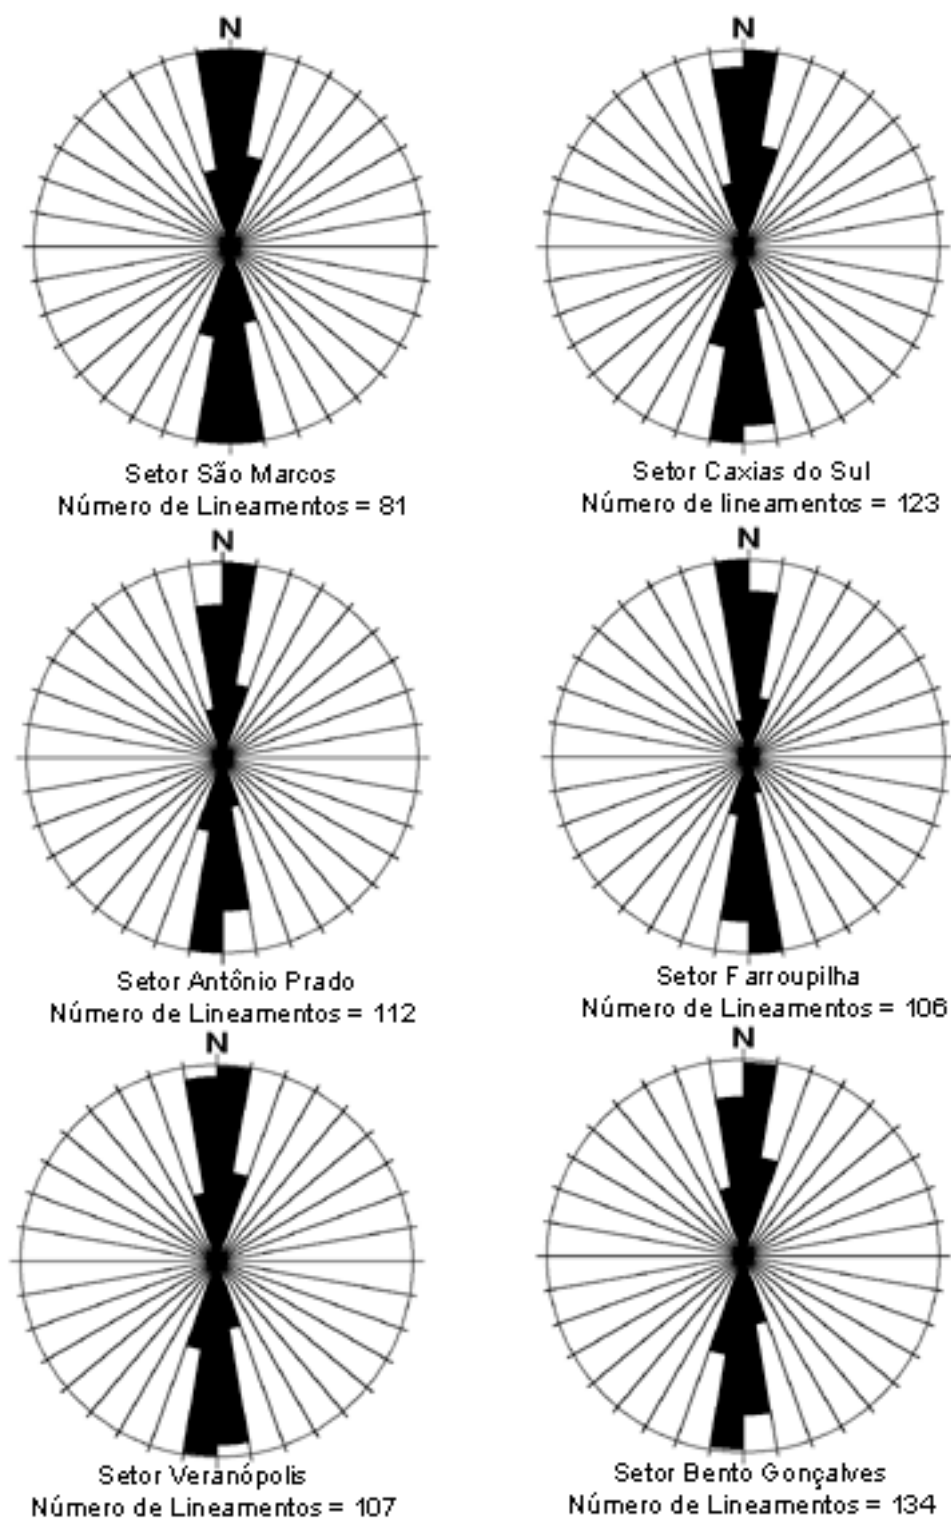 N
N
Setor São Marcos
Número de Lineamentos = 81
Setor Caxias do Sul
Número de lineamentos = 123
N
N
Setor Antônio Prado
Número de Lineamentos = 112
Setor Farroupilha
Número de Lineamentos = 106
N
N
Setor Veranópolis
Número de Lineamentos = 107
Setor Bento Gonçalves
Número de Lineamentos = 134